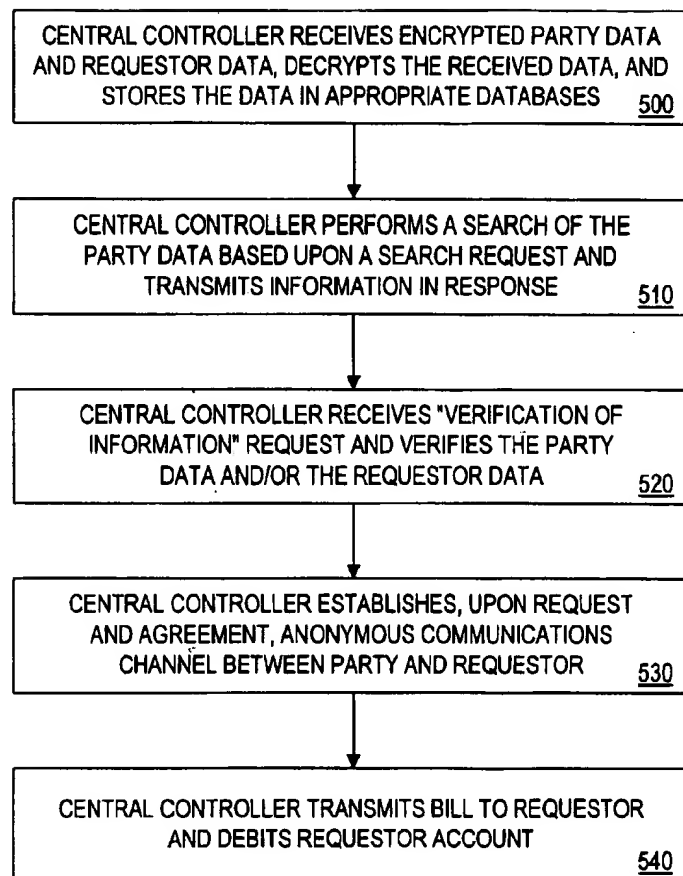 CENTRAL CONTROLLER RECEIVES ENCRYPTED PARTY DATA
AND REQUESTOR DATA, DECRYPTS THE RECEIVED DATA, AND
STORES THE DATA IN APPROPRIATE DATABASES
500
CENTRAL CONTROLLER PERFORMS A SEARCH OF THE
PARTY DATA BASED UPON A SEARCH REQUEST AND
TRANSMITS INFORMATION IN RESPONSE
510
CENTRAL CONTROLLER RECEIVES "VERIFICATION OF
INFORMATION" REQUEST AND VERIFIES THE PARTY
DATA AND/OR THE REQUESTOR DATA
520
CENTRAL CONTROLLER ESTABLISHES, UPON REQUEST
AND AGREEMENT, ANONYMOUS COMMUNICATIONS
CHANNEL BETWEEN PARTY AND REQUESTOR
530
CENTRAL CONTROLLER TRANSMITS BILL TO REQUESTOR
AND DEBITS REQUESTOR ACCOUNT
540